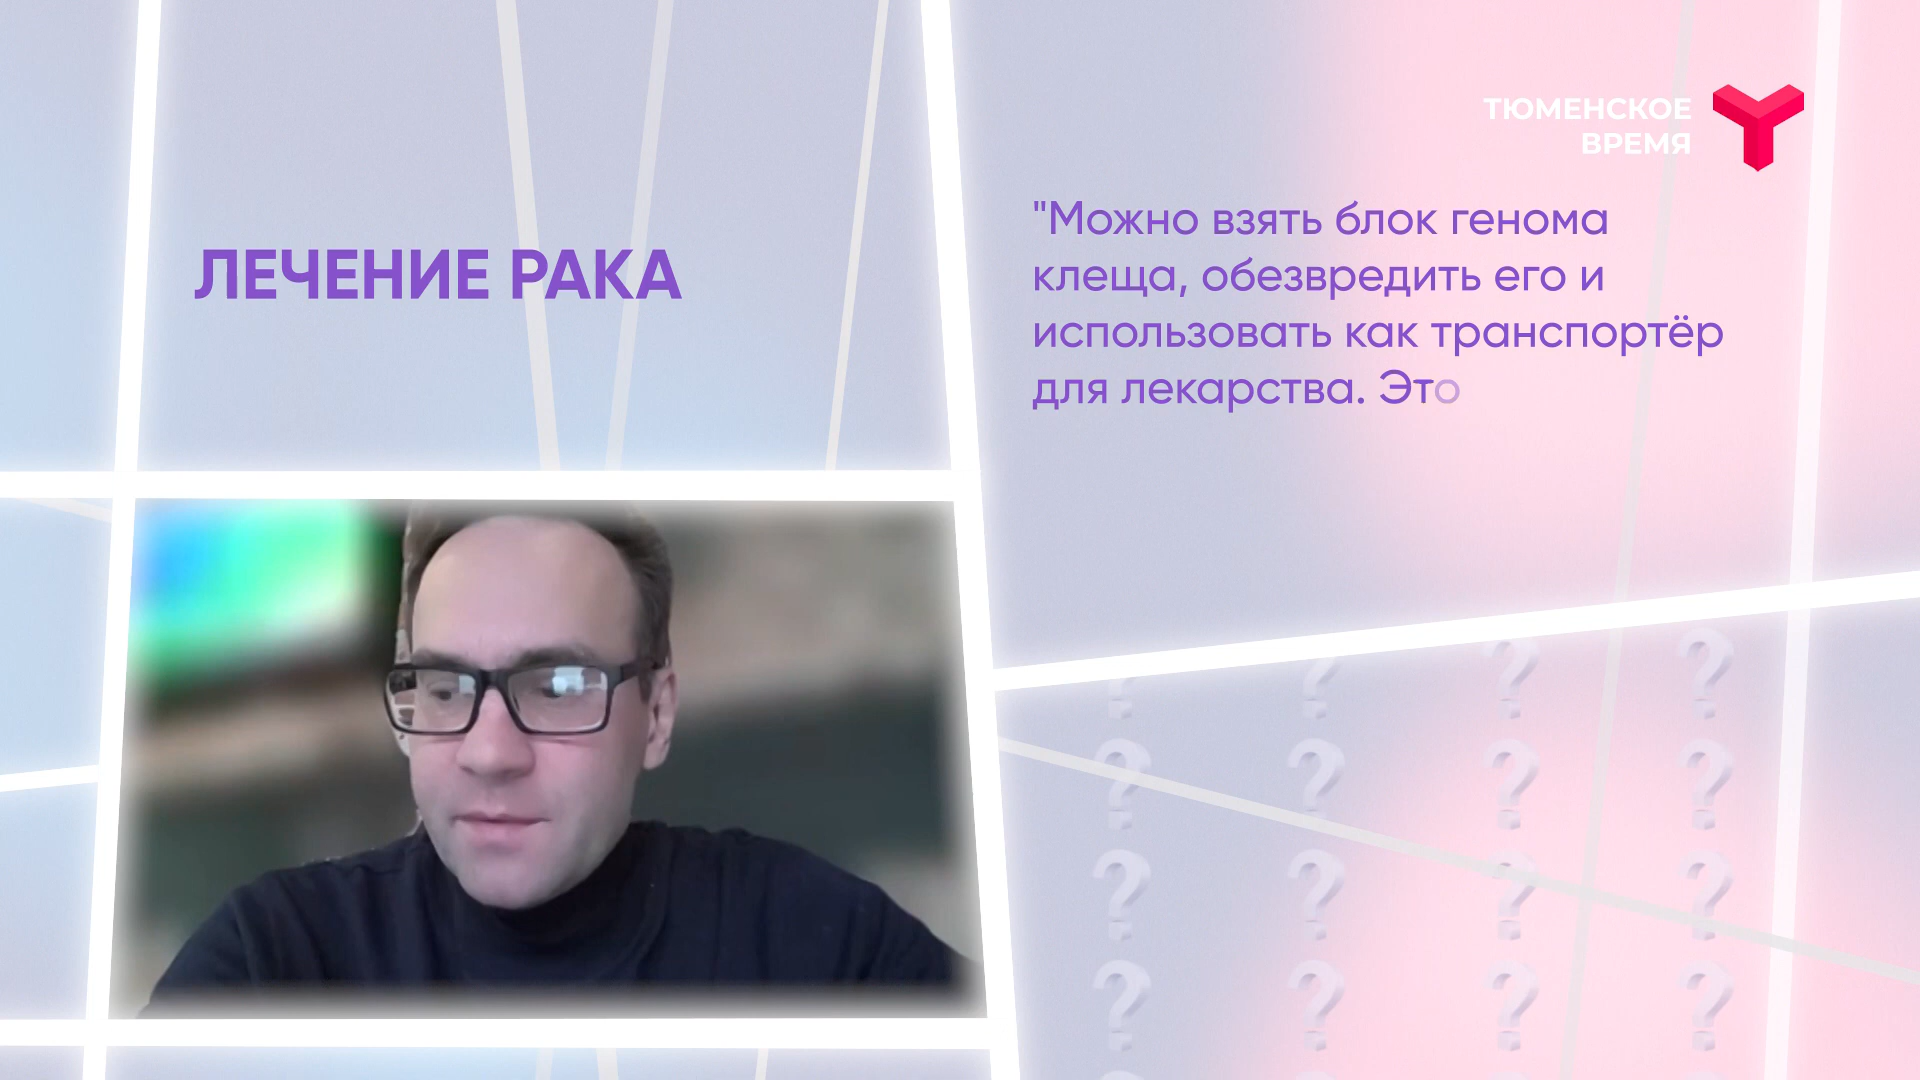 ТЮМЕНСКОЕ
ВРЕМЯ
ЛЕЧЕНИЕ РАКА
"Можно взять блок генома
клеща, обезвредить его и
использовать как транспортёр
для лекарства. Это
? ? ? ?
? ? ? ?
? ? ? ?
? ? ? ?